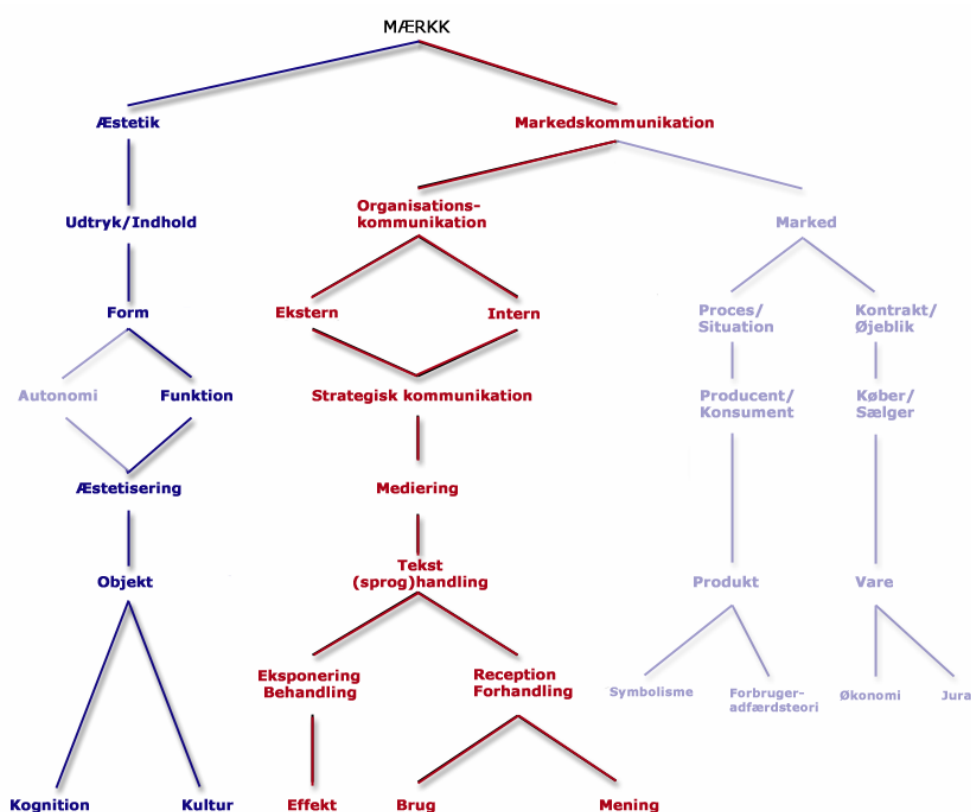 MÆRKK
Æstetik
Markedskommunikation
Udtryk/Indhold
Organisations-
kommunikation
Marked
Form
Ekstern
Intern
Proces/
Situation
Kontrakt/
Øjeblik
Autonomi
Funktion
Strategisk kommunikation
Producent/
Konsument
Køber/
Sælger
Æstetisering
Mediering
Objekt
Tekst
(sprog)handling
Produkt
Vare
Eksponering
Behandling
Reception
Forhandling
Symbolisme
Forbruger-
adfærdsteori
Økonomi
Jura
Kognition
Kultur
Effekt
Brug
Mening